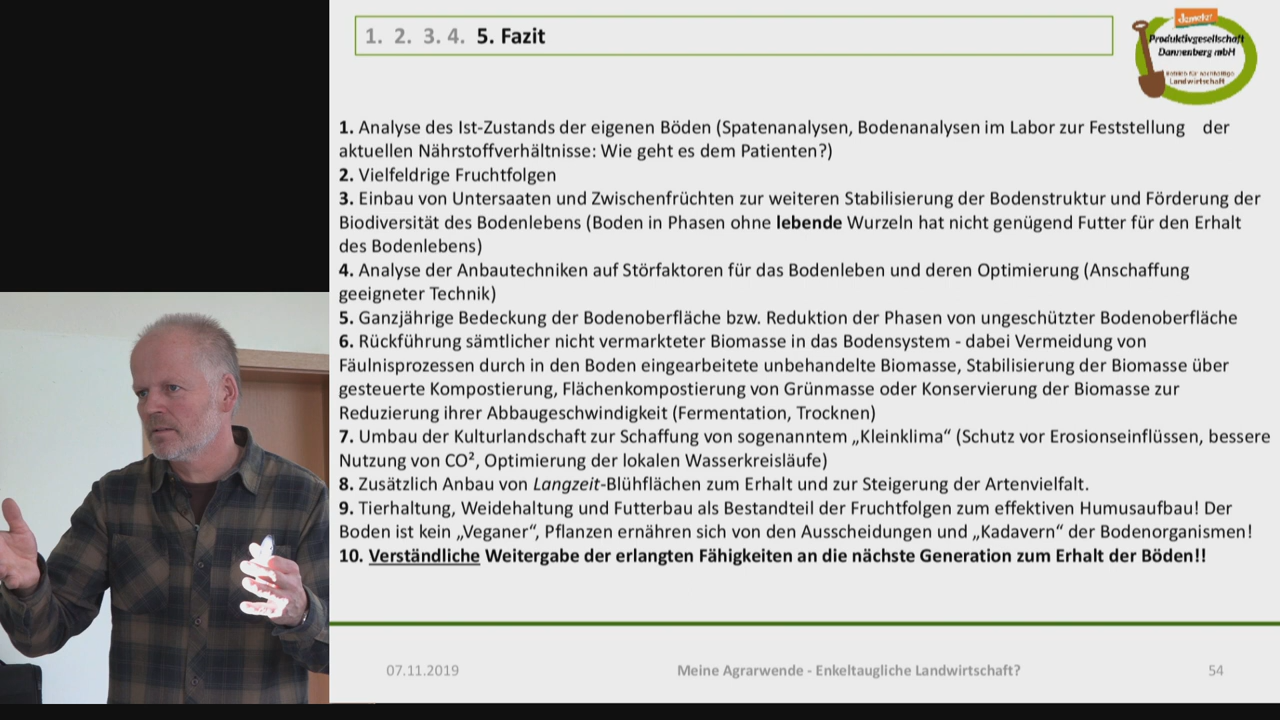 1. 2. 3. 4. 5. Fazit
demeter
Produktivgesellschaft
Dannenberg mbH
Betrieb für nachhaltige
Landwirtschaft
1. Analyse des Ist-Zustands der eigenen Böden (Spatenanalysen, Bodenanalysen im Labor zur Feststellung der
aktuellen Nährstoffverhältnisse: Wie geht es dem Patienten?)
2. Vielfeldrige Fruchtfolgen
3. Einbau von Untersaaten und Zwischenfrüchten zur weiteren Stabilisierung der Bodenstruktur und Förderung der
Biodiversität des Bodenlebens (Boden in Phasen ohne lebende Wurzeln hat nicht genügend Futter für den Erhalt
des Bodenlebens)
4. Analyse der Anbautechniken auf Störfaktoren für das Bodenleben und deren Optimierung (Anschaffung
geeigneter Technik)
5. Ganzjährige Bedeckung der Bodenoberfläche bzw. Reduktion der Phasen von ungeschützter Bodenoberfläche
6. Rückführung sämtlicher nicht vermarkteter Biomasse in das Bodensystem - dabei Vermeidung von
Fäulnisprozessen durch in den Boden eingearbeitete unbehandelte Biomasse, Stabilisierung der Biomasse über
gesteuerte Kompostierung, Flächenkompostierung von Grünmasse oder Konservierung der Biomasse zur
Reduzierung ihrer Abbaugeschwindigkeit (Fermentation, Trocknen)
7. Umbau der Kulturlandschaft zur Schaffung von sogenanntem „Kleinklima“ (Schutz vor Erosionseinflüssen, bessere
Nutzung von CO², Optimierung der lokalen Wasserkreisläufe)
8. Zusätzlich Anbau von Langzeit-Blühflächen zum Erhalt und zur Steigerung der Artenvielfalt.
9. Tierhaltung, Weidehaltung und Futterbau als Bestandteil der Fruchtfolgen zum effektiven Humusaufbau! Der
Boden ist kein „Veganer“, Pflanzen ernähren sich von den Ausscheidungen und „Kadavern“ der Bodenorganismen!
10. Verständliche Weitergabe der erlangten Fähigkeiten an die nächste Generation zum Erhalt der Böden!!
07.11.2019
Meine Agrarwende - Enkeltaugliche Landwirtschaft?
54